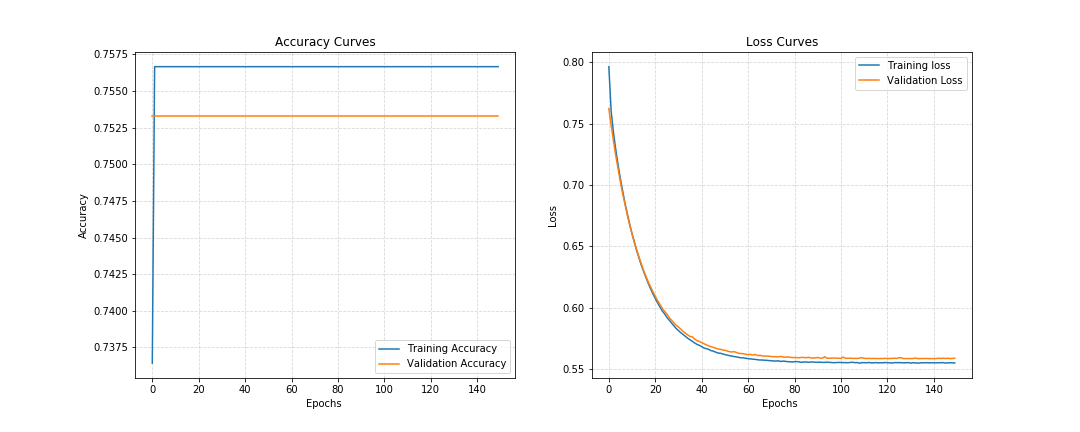 Accuracy Curves
0.7575
0.7550
0.7525
0.7500
0.7475
0.7450
0.7425
0.7400
0.7375
Accuracy
0 20 40 60 80 100 120 140
Epochs
Training Accuracy
Validation Accuracy
Loss Curves
0.80
0.75
0.70
0.65
0.60
0.55
Loss
0 20 40 60 80 100 120 140
Epochs
Training loss
Validation Loss